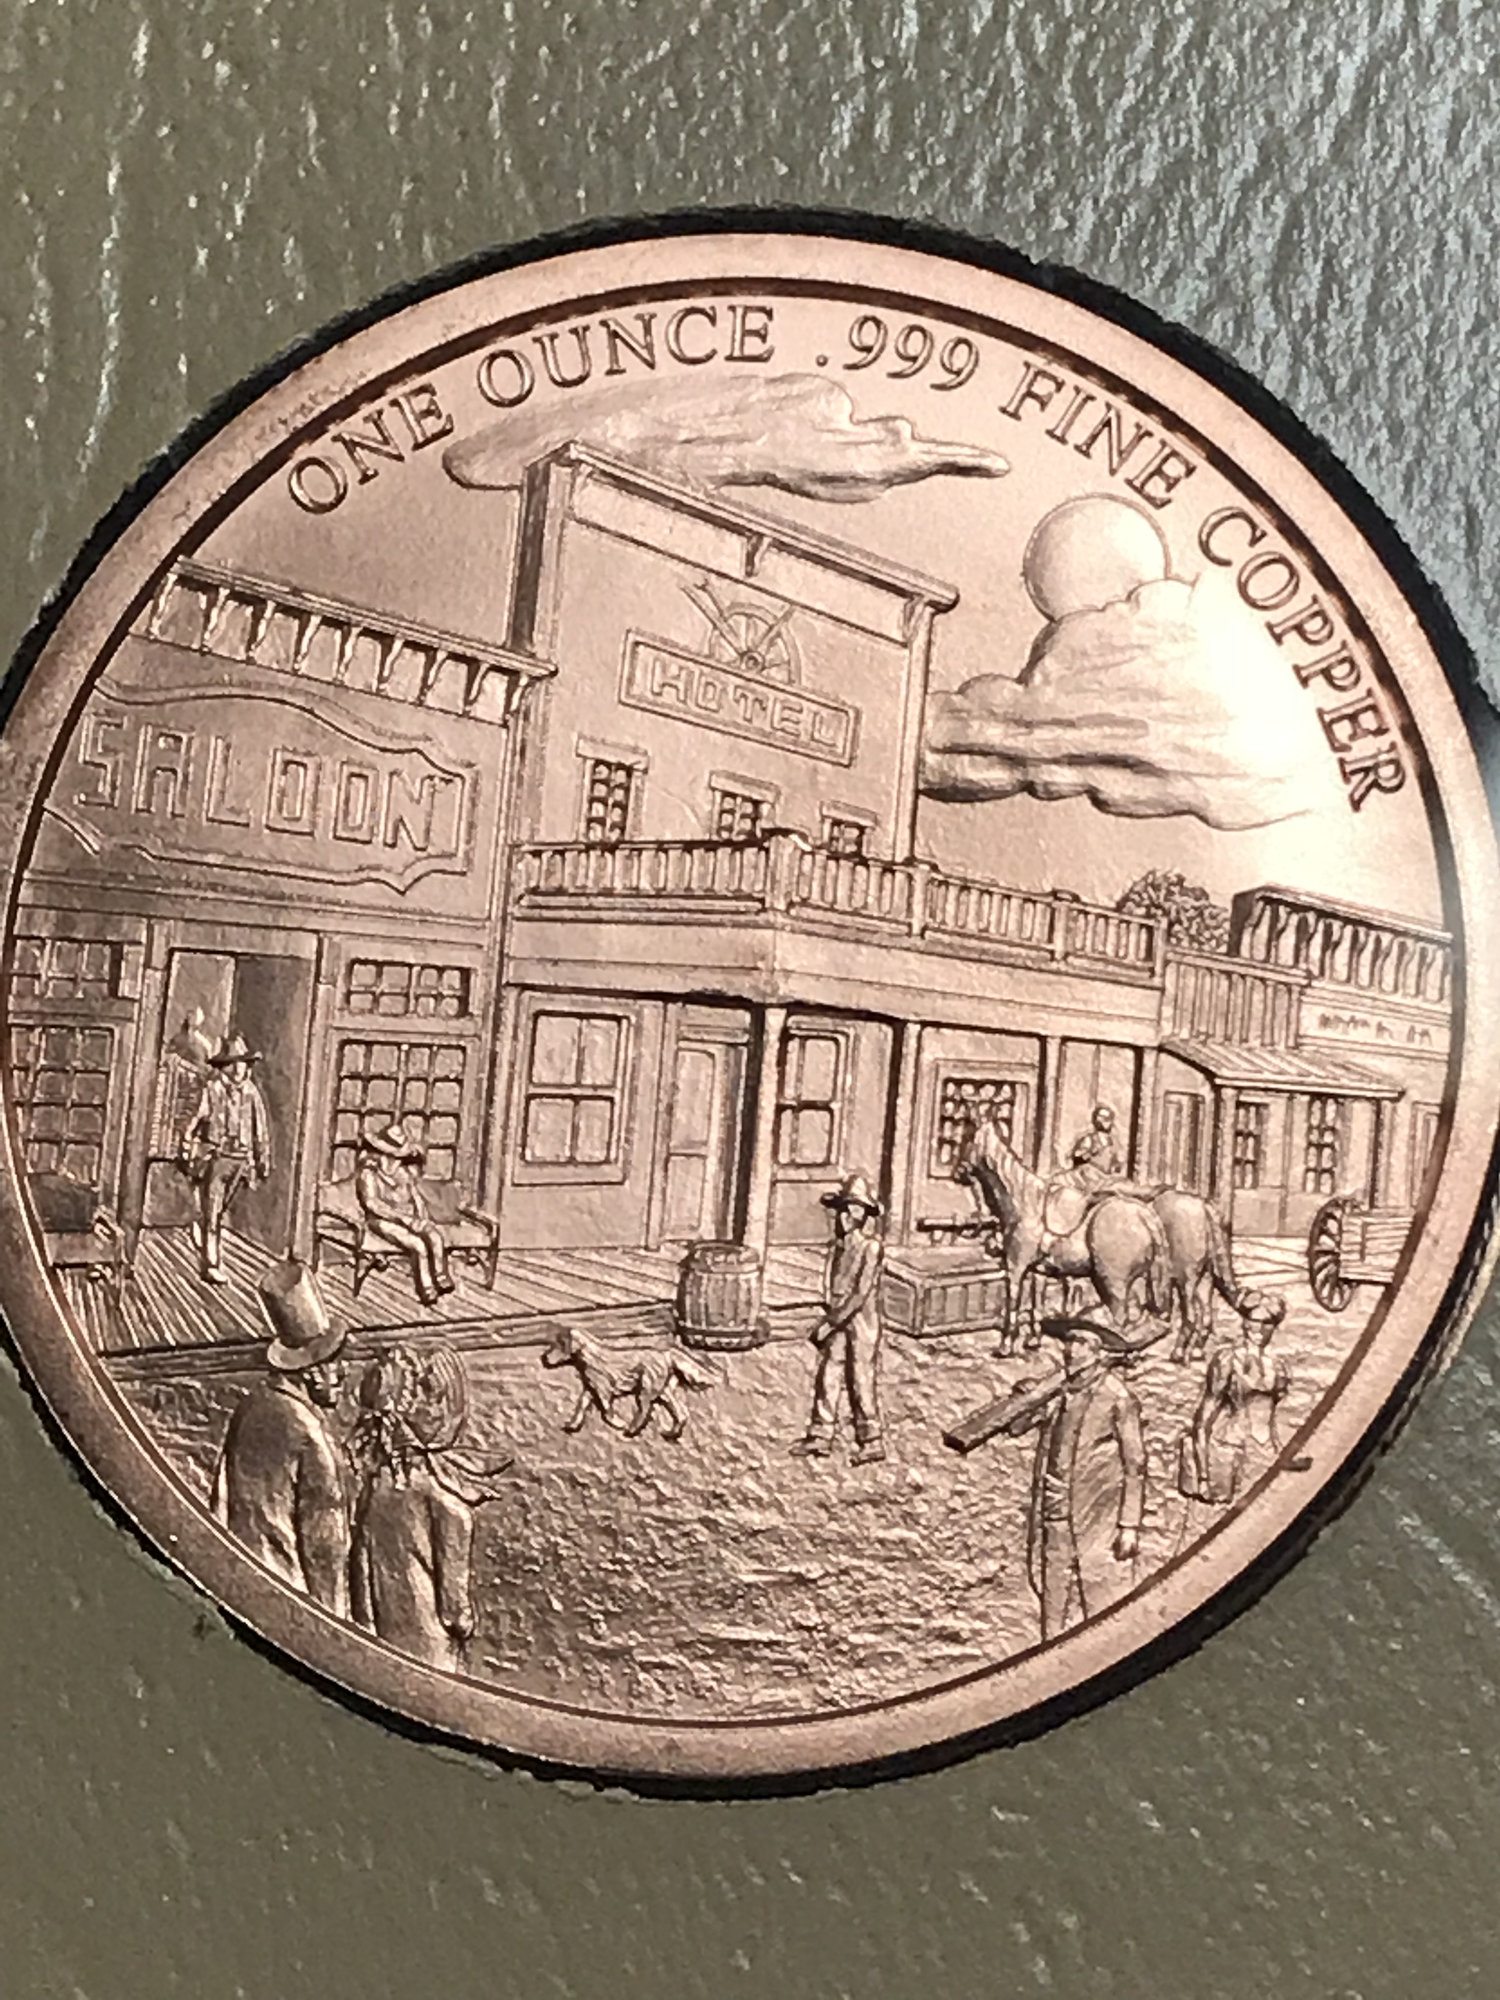 ONE OUNCE .999 FINE COPPER
HOTEL
SALOON